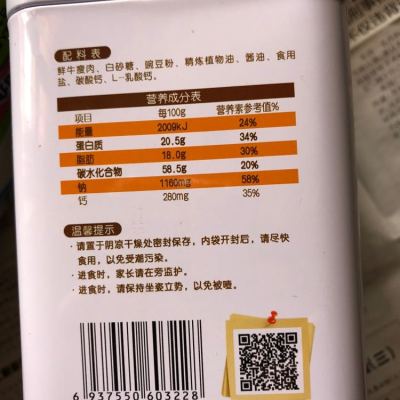 配料表
鲜牛瘦肉、白砂糖、豌豆粉、精炼植物油、酱油、食用
盐、碳酸钙、L-乳酸钙。
营养成分表
项目 每100g 营养素参考值%
能量 2009kJ 24%
蛋白质 20.5g 34%
脂肪 18.0g 30%
碳水化合物 58.5g 20%
钠 1160mg 58%
钙 280mg 35%
温馨提示
· 请置于阴凉干燥处密封保存，内袋开封后，请尽快
食用，以免受潮污染。
· 进食时，家长请在旁监护。
· 进食时，请保持坐姿立势，以免被噎。
6 937550 603228